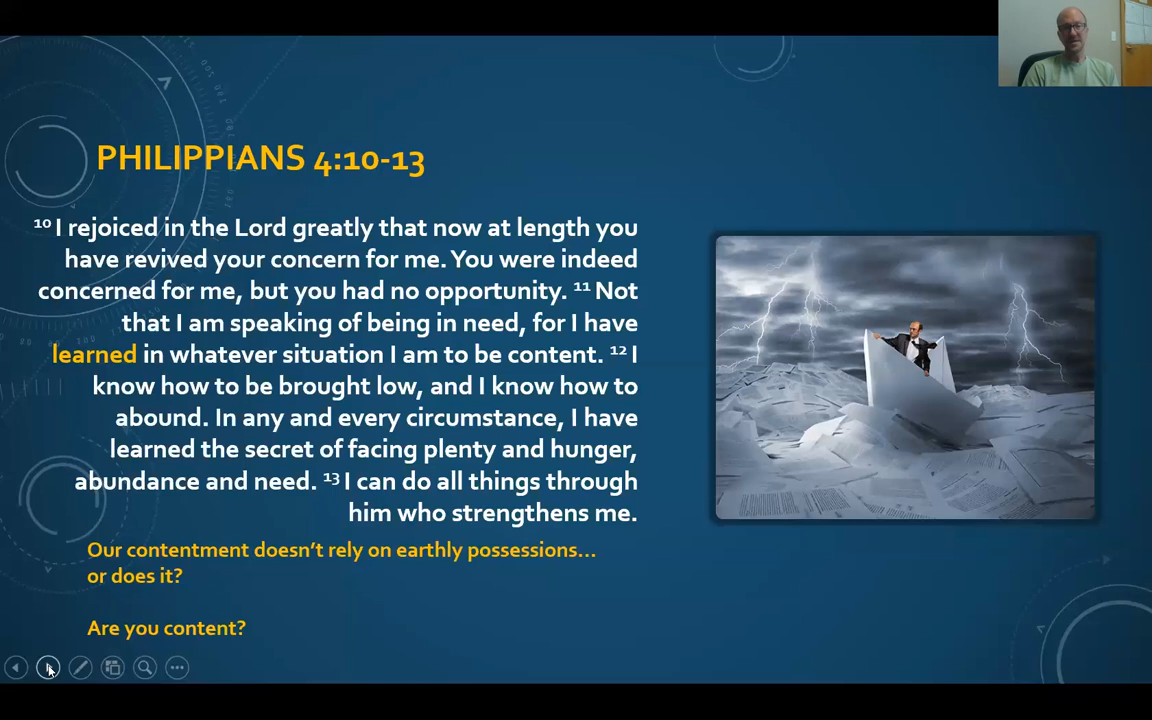 PHILIPPIANS 4:10-13
10 I rejoiced in the Lord greatly that now at length you
have revived your concern for me. You were indeed
concerned for me, but you had no opportunity. 11 Not
that I am speaking of being in need, for I have
learned in whatever situation I am to be content. 12 I
know how to be brought low, and I know how to
abound. In any and every circumstance, I have
learned the secret of facing plenty and hunger,
abundance and need. 13 I can do all things through
him who strengthens me.
Our contentment doesn’t rely on earthly possessions…
or does it?
Are you content?